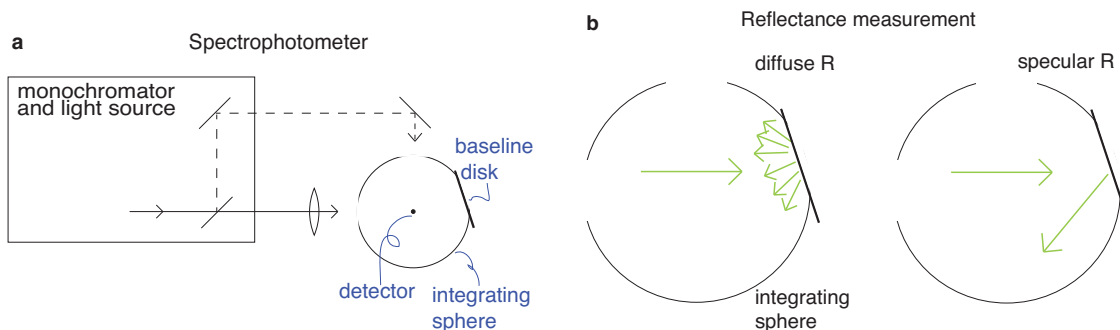 a
Spectrophotometer
monochromator
and light source
baseline
disk
detector
integrating
sphere
b
Reflectance measurement
diffuse R
specular R
integrating
sphere